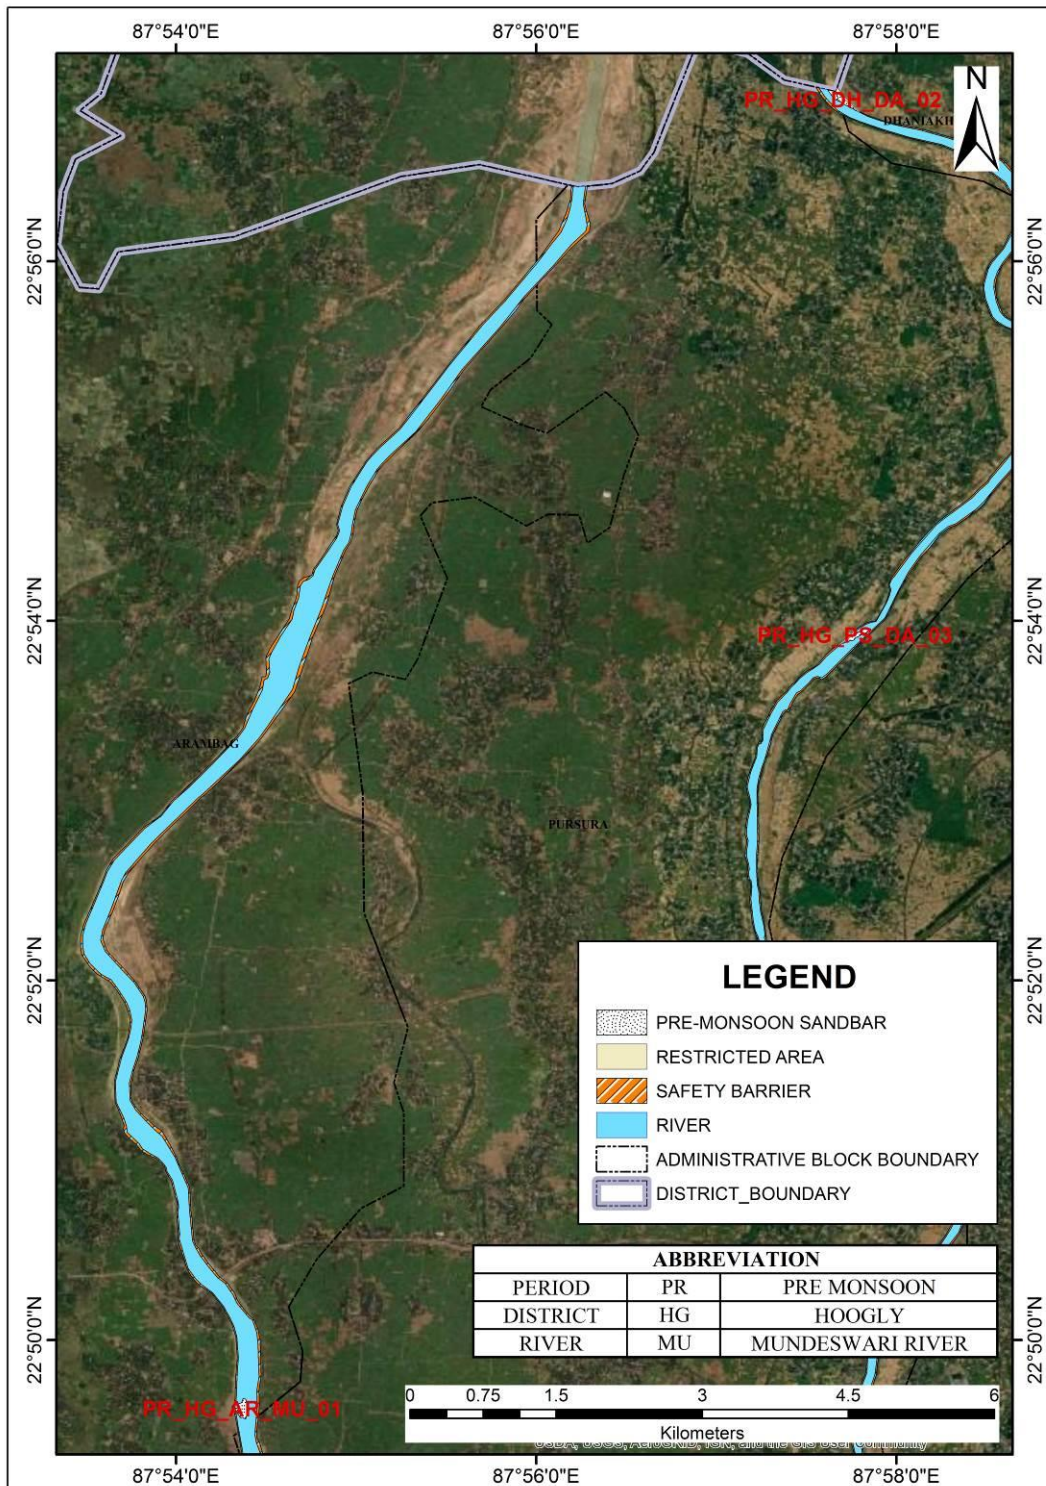 87°54'0"E 87°56'0"E 87°58'0"E
N
PR_HG_DH_DA_02
22°56'0"N 22°56'0"N
22°54'0"N 22°54'0"N
PR_HG_PS_DA_03
ARAMBAG
PURSURA
22°52'0"N 22°52'0"N
LEGEND
PRE-MONSOON SANDBAR
RESTRICTED AREA
SAFETY BARRIER
RIVER
ADMINISTRATIVE BLOCK BOUNDARY
DISTRICT_BOUNDARY
ABBREVIATION
PERIOD PR PRE MONSOON
DISTRICT HG HOOGLY
RIVER MU MUNDESWARI RIVER
22°50'0"N 22°50'0"N
PR_HG_AR_MU_01
0 0.75 1.5 3 4.5 6
Kilometers
87°54'0"E 87°56'0"E 87°58'0"E